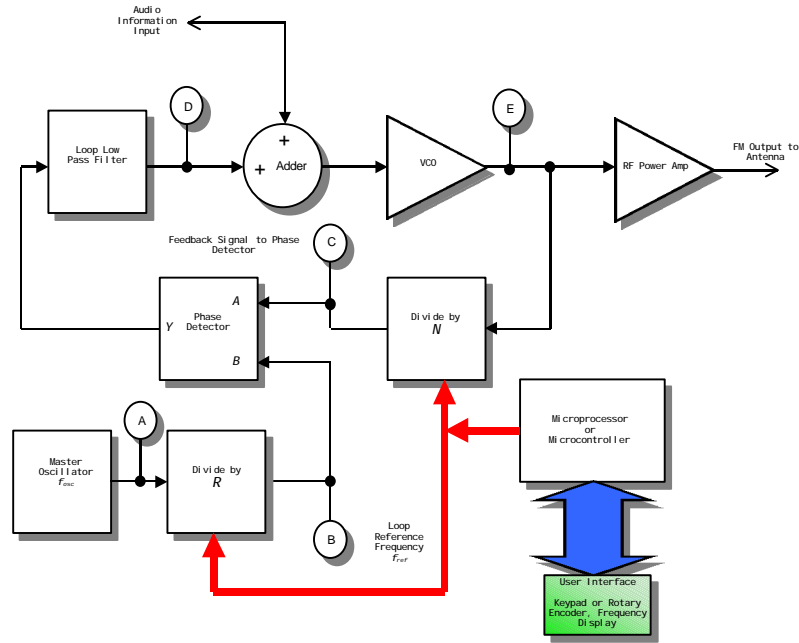 Audio
Information
Input
D
E
Loop Low
Pass Filter
+
+
Adder
VCO
RF Power Amp
FM Output to
Antenna
Feedback Signal to Phase
Detector
C
A
Y
Phase
Detector
B
Divide by
N
A
Master
Oscillator
fosc
Divide by
R
B
Loop
Reference
Frequency
fref
Microprocessor
or
Microcontroller
User Interface
Keypad or Rotary
Encoder, Frequency
Display